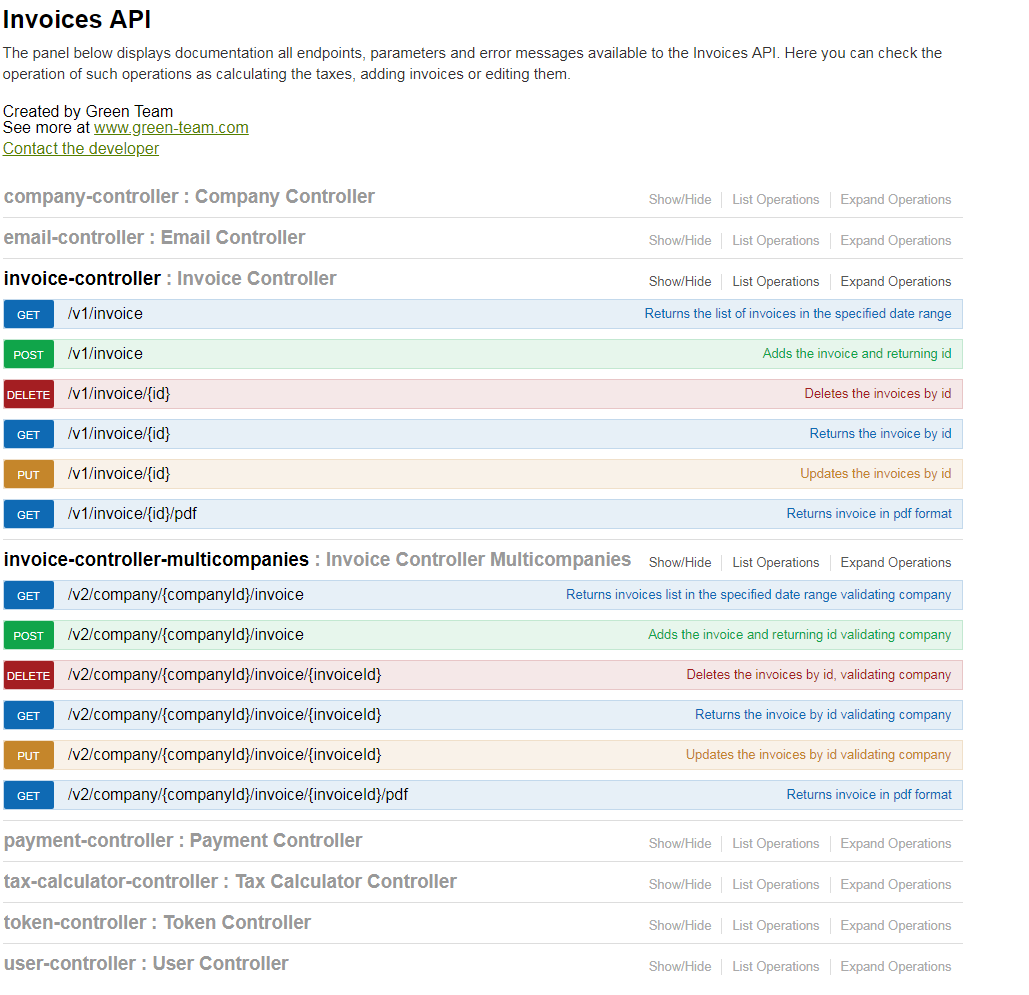 Invoices API
The panel below displays documentation all endpoints, parameters and error messages available to the Invoices API. Here you can check the
operation of such operations as calculating the taxes, adding invoices or editing them.
Created by Green Team
See more at www.green-team.com
Contact the developer
company-controller : Company Controller Show/Hide List Operations Expand Operations
email-controller : Email Controller Show/Hide List Operations Expand Operations
invoice-controller : Invoice Controller Show/Hide List Operations Expand Operations
GET /v1/invoice Returns the list of invoices in the specified date range
POST /v1/invoice Adds the invoice and returning id
DELETE /v1/invoice/{id} Deletes the invoices by id
GET /v1/invoice/{id} Returns the invoice by id
PUT /v1/invoice/{id} Updates the invoices by id
GET /v1/invoice/{id}/pdf Returns invoice in pdf format
invoice-controller-multicompanies : Invoice Controller Multicompanies Show/Hide List Operations Expand Operations
GET /v2/company/{companyId}/invoice Returns invoices list in the specified date range validating company
POST /v2/company/{companyId}/invoice Adds the invoice and returning id validating company
DELETE /v2/company/{companyId}/invoice/{invoiceId} Deletes the invoices by id, validating company
GET /v2/company/{companyId}/invoice/{invoiceId} Returns the invoice by id validating company
PUT /v2/company/{companyId}/invoice/{invoiceId} Updates the invoices by id validating company
GET /v2/company/{companyId}/invoice/{invoiceId}/pdf Returns invoice in pdf format
payment-controller : Payment Controller Show/Hide List Operations Expand Operations
tax-calculator-controller : Tax Calculator Controller Show/Hide List Operations Expand Operations
token-controller : Token Controller Show/Hide List Operations Expand Operations
user-controller : User Controller Show/Hide List Operations Expand Operations